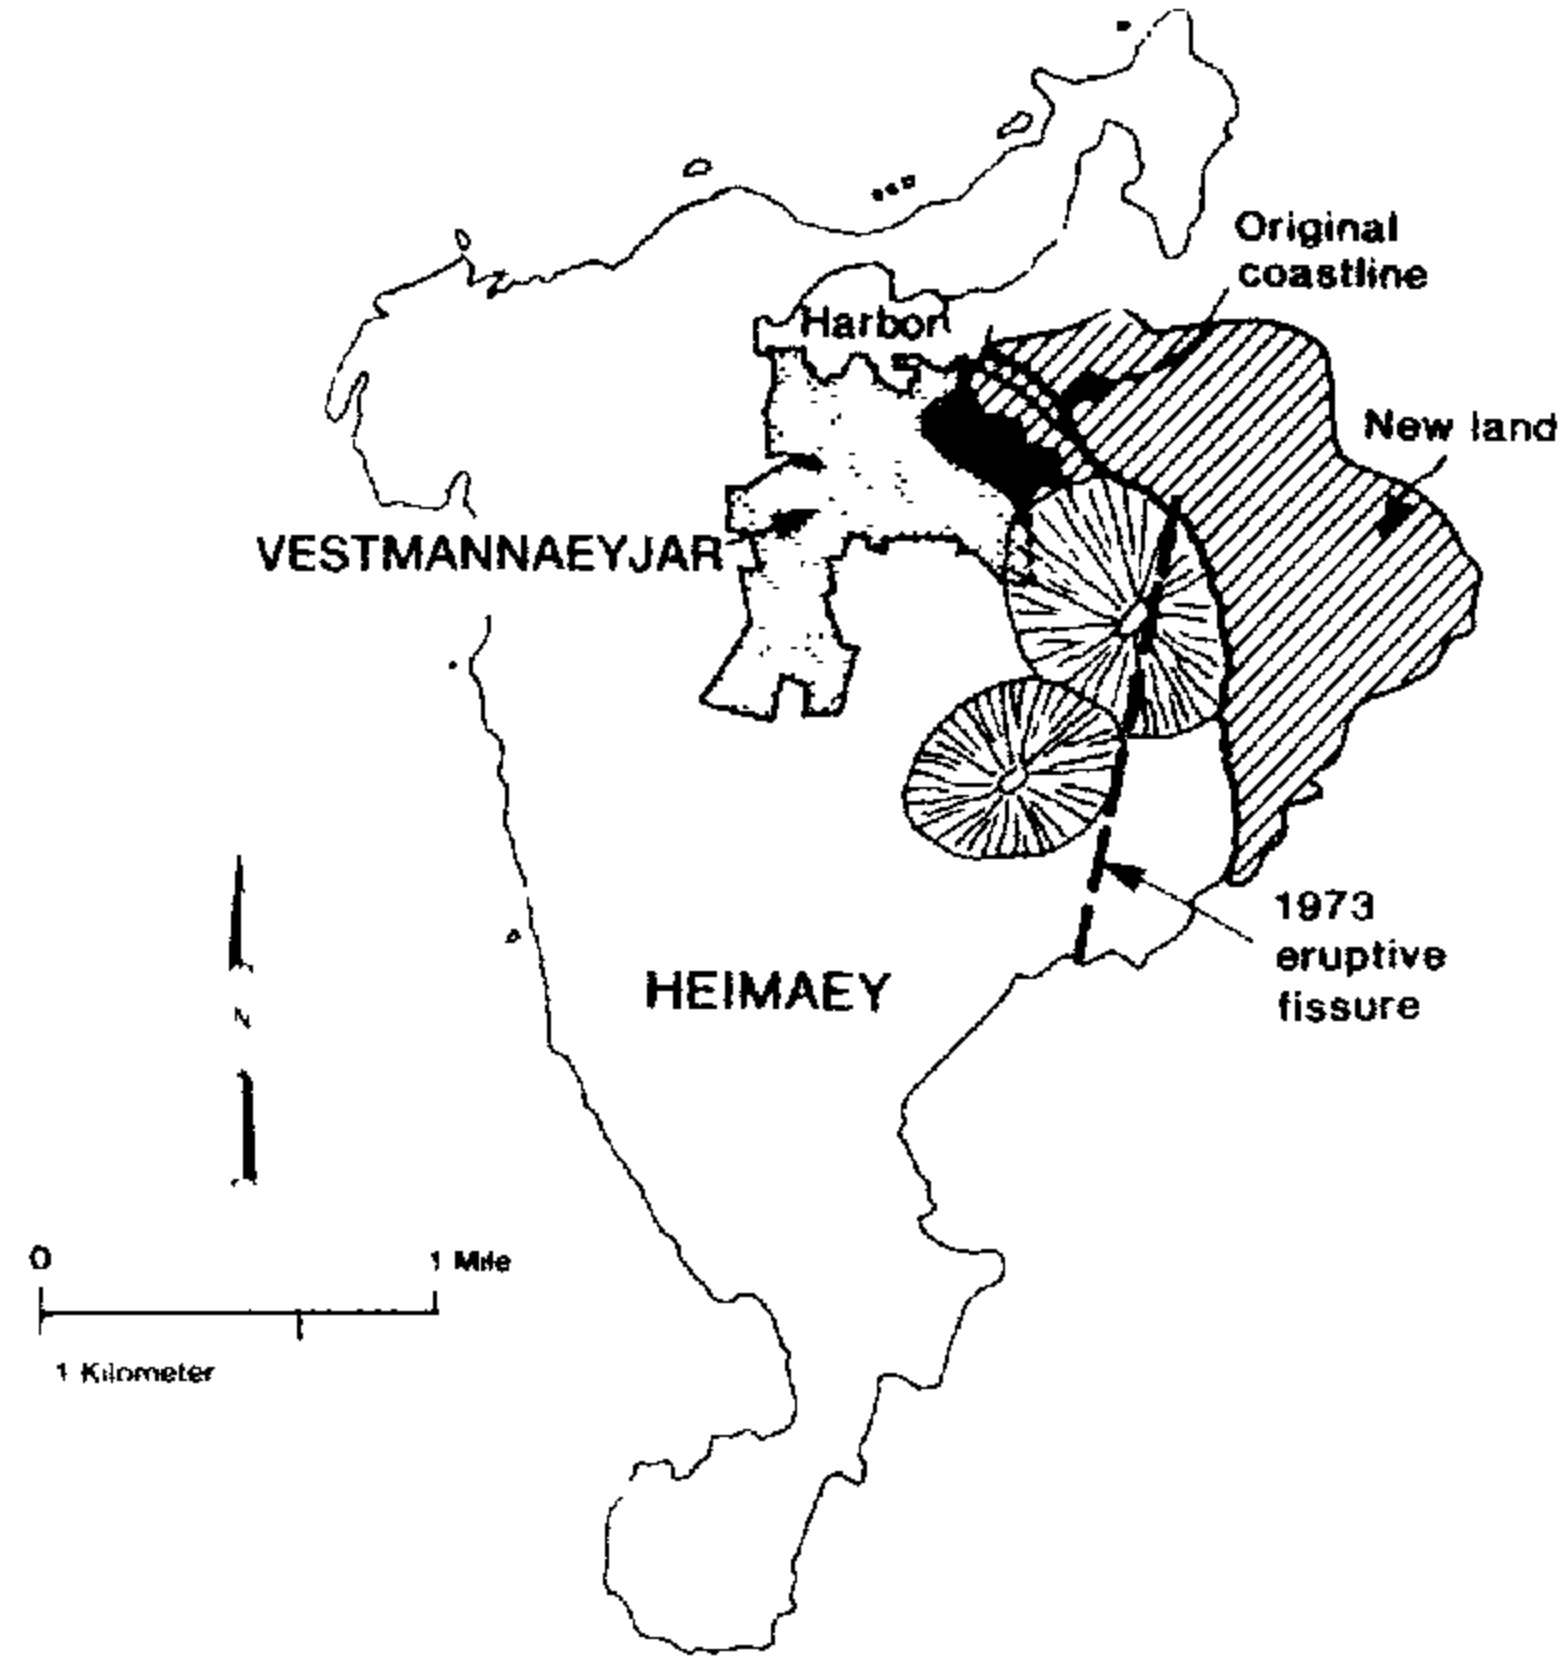 Original
coastline
Harbor
New land
VESTMANNAEYJAR
1973
eruptive
fissure
HEIMAEY
N
0 1 Mile
1 Kilometer